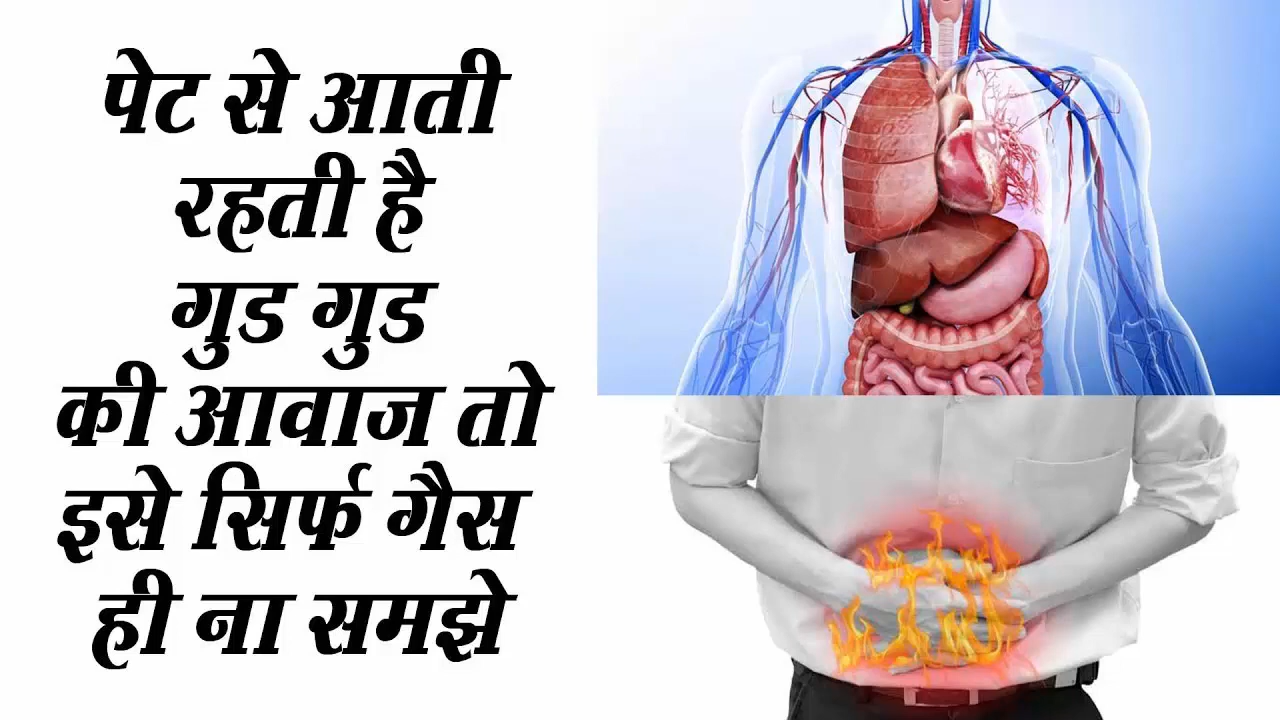 पेट से आती
रहती है
गुड गुड
की आवाज तो
इसे सिर्फ गैस
ही ना समझे